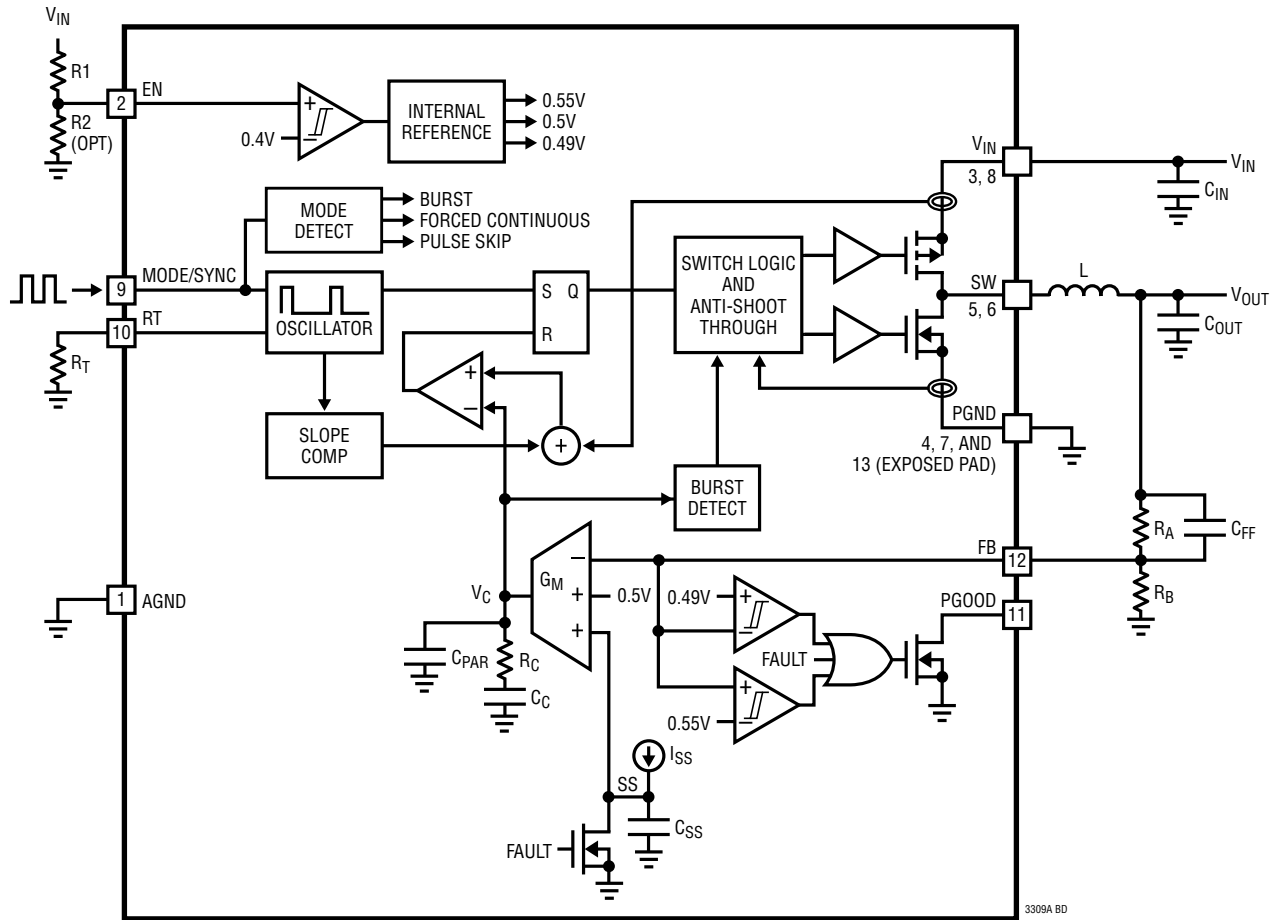 VIN
R1
R2
(OPT)
2
EN
0.4V
+
–
INTERNAL
REFERENCE
0.55V
0.5V
0.49V
VIN
3, 8
VIN
CIN
MODE
DETECT
BURST
FORCED CONTINUOUS
PULSE SKIP
9
MODE/SYNC
10
RT
RT
OSCILLATOR
S Q
R
SWITCH LOGIC
AND
ANTI-SHOOT
THROUGH
SW
5, 6
L
VOUT
COUT
+
–
SLOPE
COMP
+
PGND
4, 7, AND
13 (EXPOSED PAD)
BURST
DETECT
RA
CFF
FB
12
RB
1
AGND
VC
GM
–
+
+
0.5V
0.49V
+
–
PGOOD
11
FAULT
+
–
0.55V
CPAR
RC
CC
ISS
SS
CSS
FAULT
3309A BD